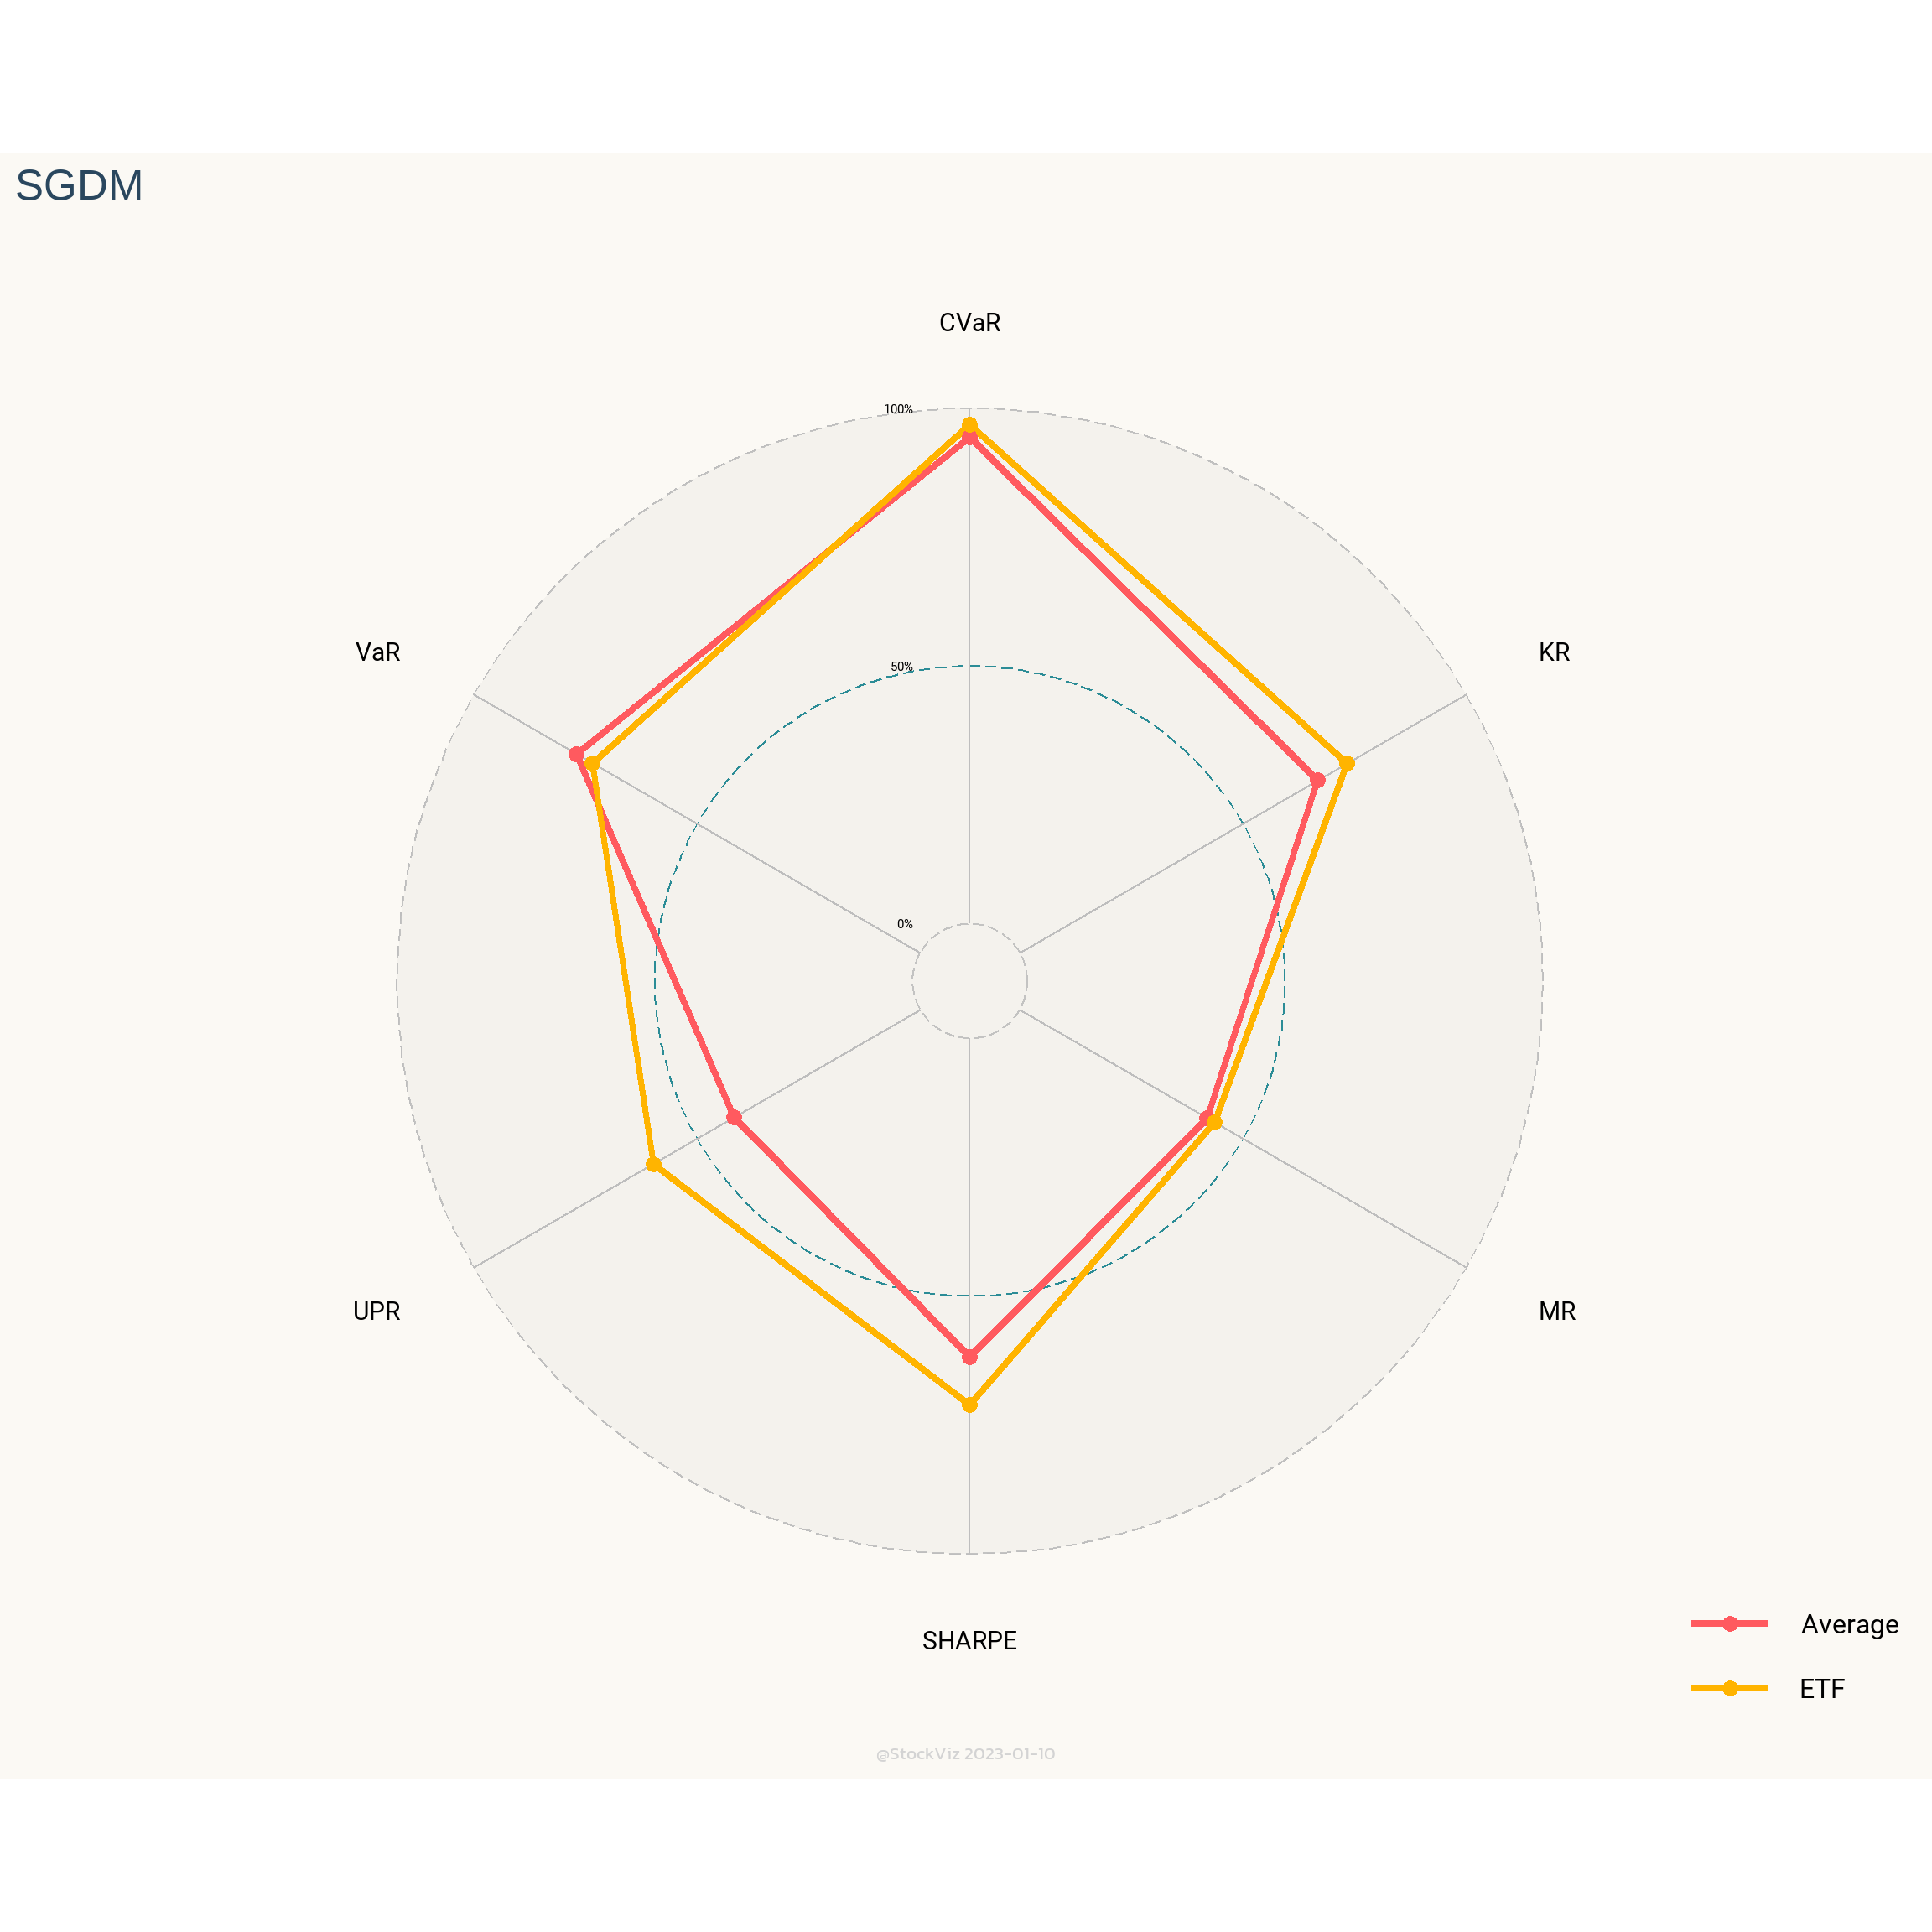 SGDM
CVaR
100%
VaR
KR
50%
0%
UPR
MR
SHARPE
Average
ETF
@StockViz 2023-01-10